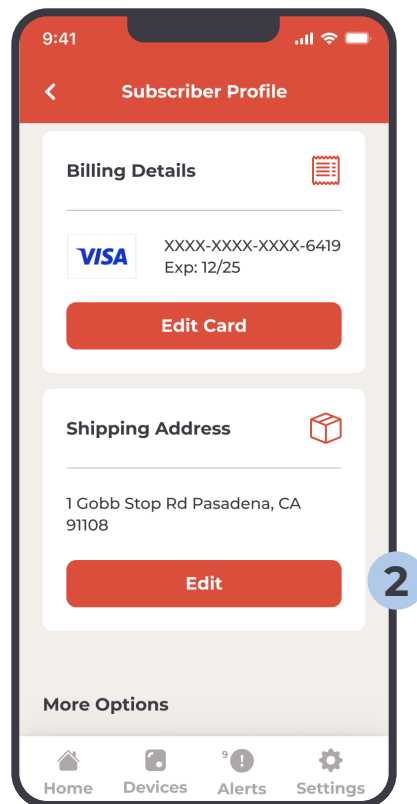 9:41
Subscriber Profile
Billing Details
VISA
XXXX-XXXX-XXXX-6419
Exp: 12/25
Edit Card
Shipping Address
1 Gobb Stop Rd Pasadena, CA
91108
Edit
2
More Options
9
Home Devices Alerts Settings